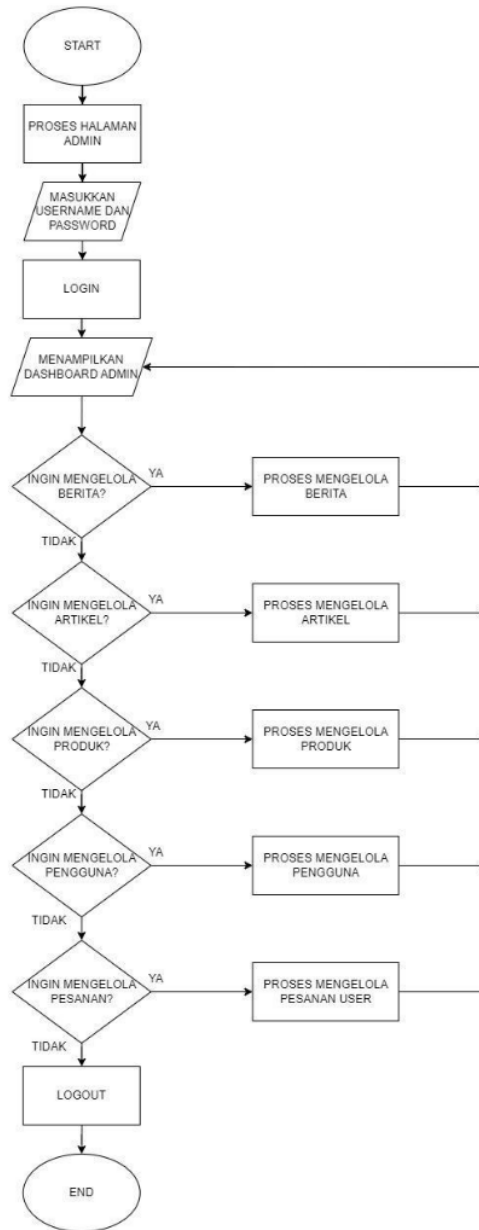 START
PROSES HALAMAN
ADMIN
MASUKKAN
USERNAME DAN
PASSWORD
LOGIN
MENAMPILKAN
DASHBOARD ADMIN
INGIN MENGELOLA
BERITA?
YA
PROSES MENGELOLA
BERITA
TIDAK
INGIN MENGELOLA
ARTIKEL?
YA
PROSES MENGELOLA
ARTIKEL
TIDAK
INGIN MENGELOLA
PRODUK?
YA
PROSES MENGELOLA
PRODUK
TIDAK
INGIN MENGELOLA
PENGGUNA?
YA
PROSES MENGELOLA
PENGGUNA
TIDAK
INGIN MENGELOLA
PESANAN?
YA
PROSES MENGELOLA
PESANAN USER
TIDAK
LOGOUT
END